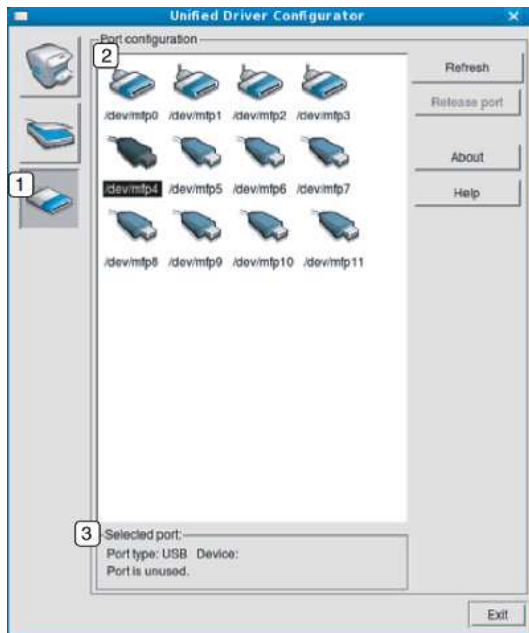 Unified Driver Configurator
Port configuration
1
2
/dev/mfp0 /dev/mfp1 /dev/mfp2 /dev/mfp3
/dev/mfp4 /dev/mfp5 /dev/mfp6 /dev/mfp7
/dev/mfp8 /dev/mfp9 /dev/mfp10 /dev/mfp11
Refresh
Release port
About
Help
3
Selected port:
Port type: USB Device:
Port is unused.
Exit